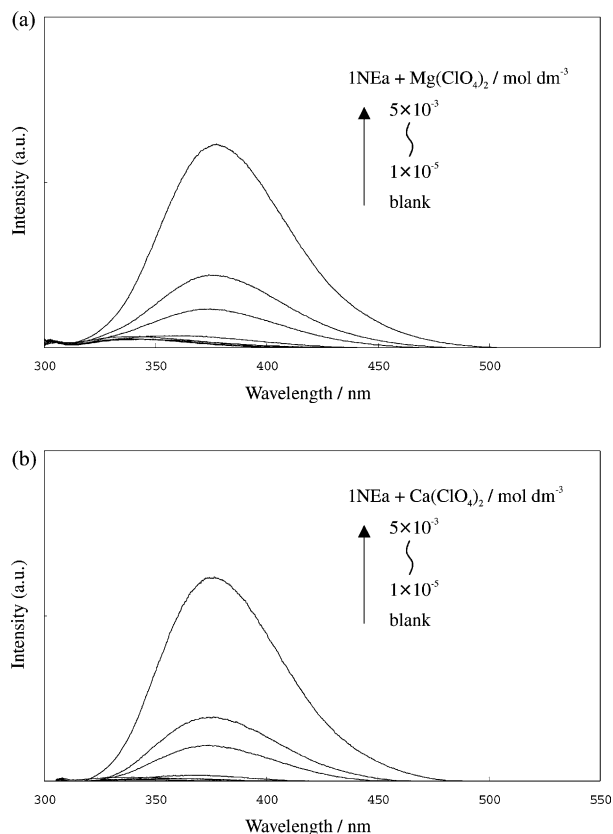 (a)
1NEa + Mg(ClO₄)₂ / mol dm⁻³
5×10⁻³
1×10⁻⁵
blank
Intensity (a.u.)
300 350 400 450 500
Wavelength / nm
(b)
1NEa + Ca(ClO₄)₂ / mol dm⁻³
5×10⁻³
1×10⁻⁵
blank
Intensity (a.u.)
300 350 400 450 500 550
Wavelength / nm